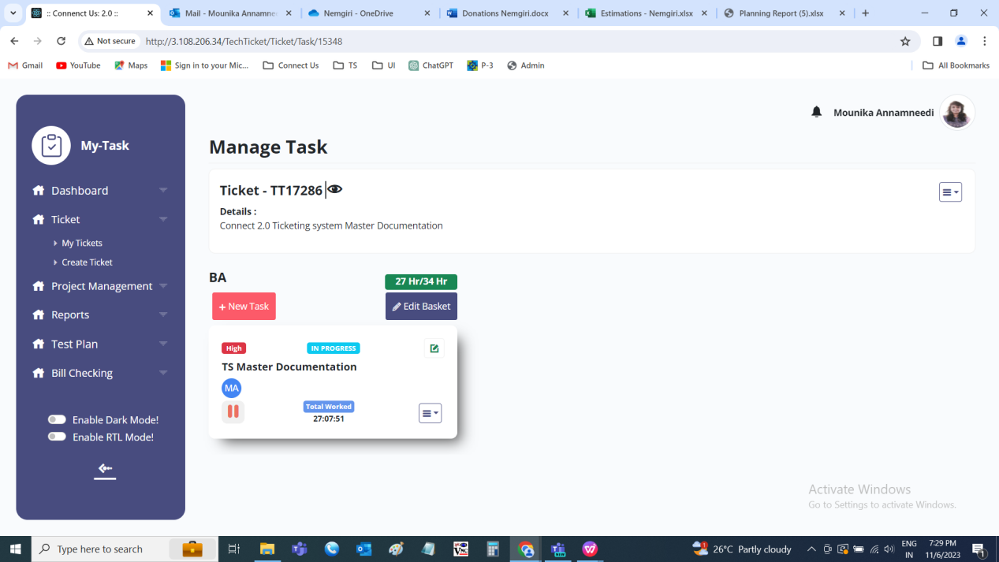 :: Connenct Us: 2.0 ::
Mail - Mounika Annamne
Nemgiri - OneDrive
Donations Nemgiri.docx
Estimations - Nemgiri.xlsx
Planning Report (5).xlsx
Not secure
http://3.108.206.34/TechTicket/Ticket/Task/15348
Gmail
YouTube
Maps
Sign in to your Mic...
Connect Us
TS
UI
ChatGPT
P-3
Admin
All Bookmarks
My-Task
Dashboard
Ticket
My Tickets
Create Ticket
Project Management
Reports
Test Plan
Bill Checking
Enable Dark Mode!
Enable RTL Mode!
Mounika Annamneedi
Manage Task
Ticket - TT17286
Details :
Connect 2.0 Ticketing system Master Documentation
BA
27 Hr/34 Hr
+ New Task
Edit Basket
High
IN PROGRESS
TS Master Documentation
MA
Total Worked
27:07:51
Activate Windows
Go to Settings to activate Windows.
Type here to search
26°C Partly cloudy
ENG
IN
7:29 PM
11/6/2023
1